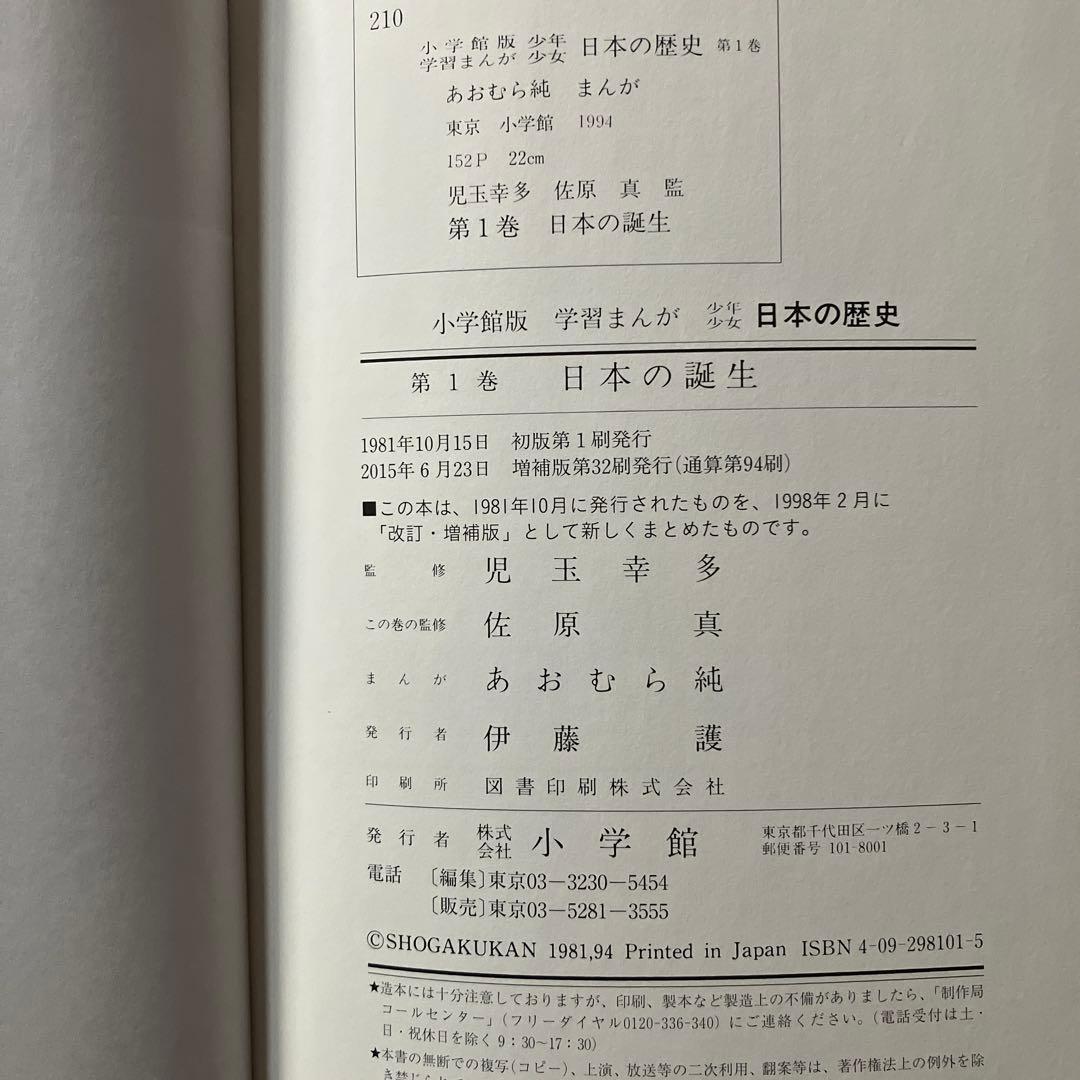 210
小学館版 少年
学習まんが 少女 日本の歴史 第1巻
あおむら純 まんが
東京 小学館 1994
152P 22cm
児玉幸多 佐原 真 監
第1巻 日本の誕生
小学館版 学習まんが 少年少女 日本の歴史
第1巻 日本の誕生
1981年10月15日 初版第1刷発行
2015年6月23日 増補版第32刷発行(通算第94刷)
■この本は、1981年10月に発行されたものを、1998年2月に
「改訂・増補版」として新しくまとめたものです。
監修 児玉幸多
この巻の監修 佐原 真
まんが あおむら純
発行者 伊藤 護
印刷所 図書印刷株式会社
発行者 株式会社 小学館 東京都千代田区一ツ橋2-3-1
郵便番号 101-8001
電話 〔編集〕東京03―3230―5454
〔販売〕東京03―5281―3555
©SHOGAKUKAN 1981,94 Printed in Japan ISBN 4-09-298101-5
★造本には十分注意しておりますが、印刷、製本など製造上の不備がありましたら、「制作局
コールセンター」(フリーダイヤル0120-336-340)にご連絡ください。(電話受付は土・
日・祝休日を除く9:30~17:30)
★本書の無断での複写(コピー)、上演、放送等の二次利用、翻案等は、著作権法上の例外を除